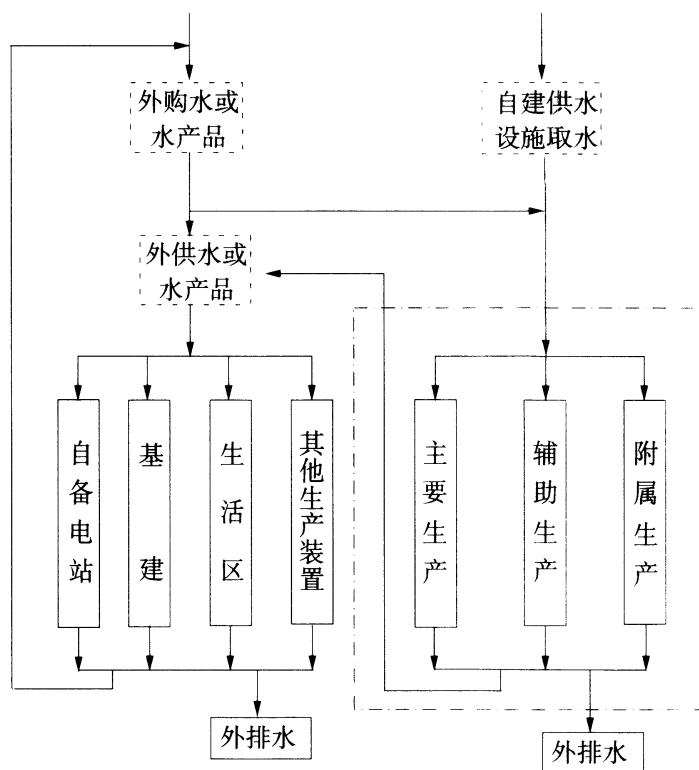 外购水或
水产品
自建供水
设施取水
外供水或
水产品
自备电站
基建
生活区
其他生产装置
主要生产
辅助生产
附属生产
外排水
外排水